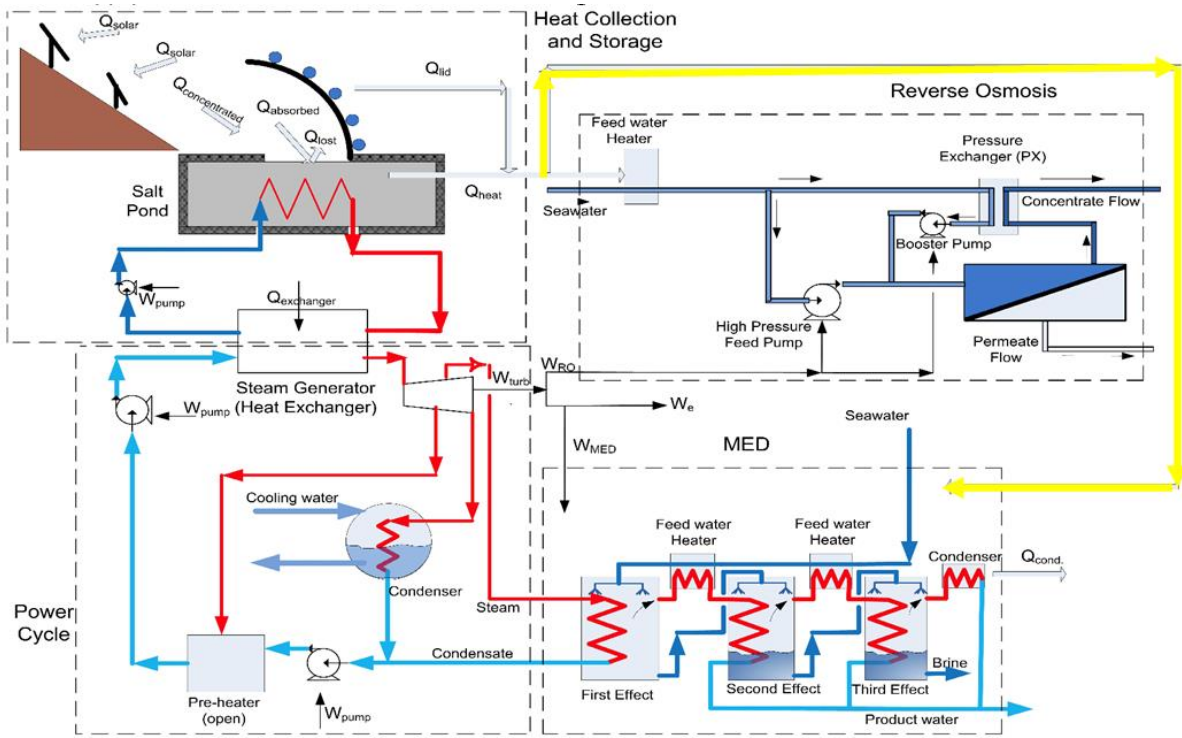 Qsolar
Heat Collection
and Storage
Qsolar
Qlid
Qconcentrated
Qabsorbed
Qlost
Reverse Osmosis
Feed water
Heater
Pressure
Exchanger (PX)
Salt
Pond
Qheat
Seawater
Concentrate Flow
Booster Pump
Wpump
Qexchanger
High Pressure
Feed Pump
Permeate
Flow
Steam Generator
(Heat Exchanger)
Wturb
WRO
Wpump
We
Seawater
WMED
MED
Cooling water
Feed water
Heater
Feed water
Heater
Condenser
Qcond.
Condenser
Steam
Power
Cycle
Condensate
Brine
First Effect
Second Effect
Third Effect
Pre-heater
(open)
Wpump
Product water